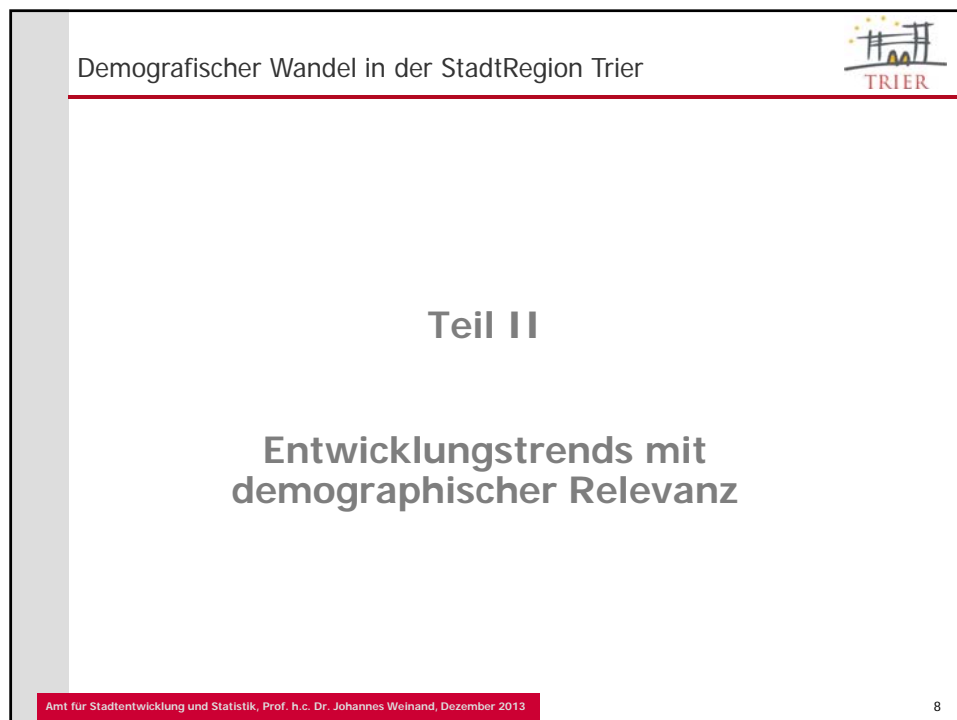 Demografischer Wandel in der StadtRegion Trier
TRIER
Teil II
Entwicklungstrends mit
demographischer Relevanz
Amt für Stadtentwicklung und Statistik, Prof. h.c. Dr. Johannes Weinand, Dezember 2013
8